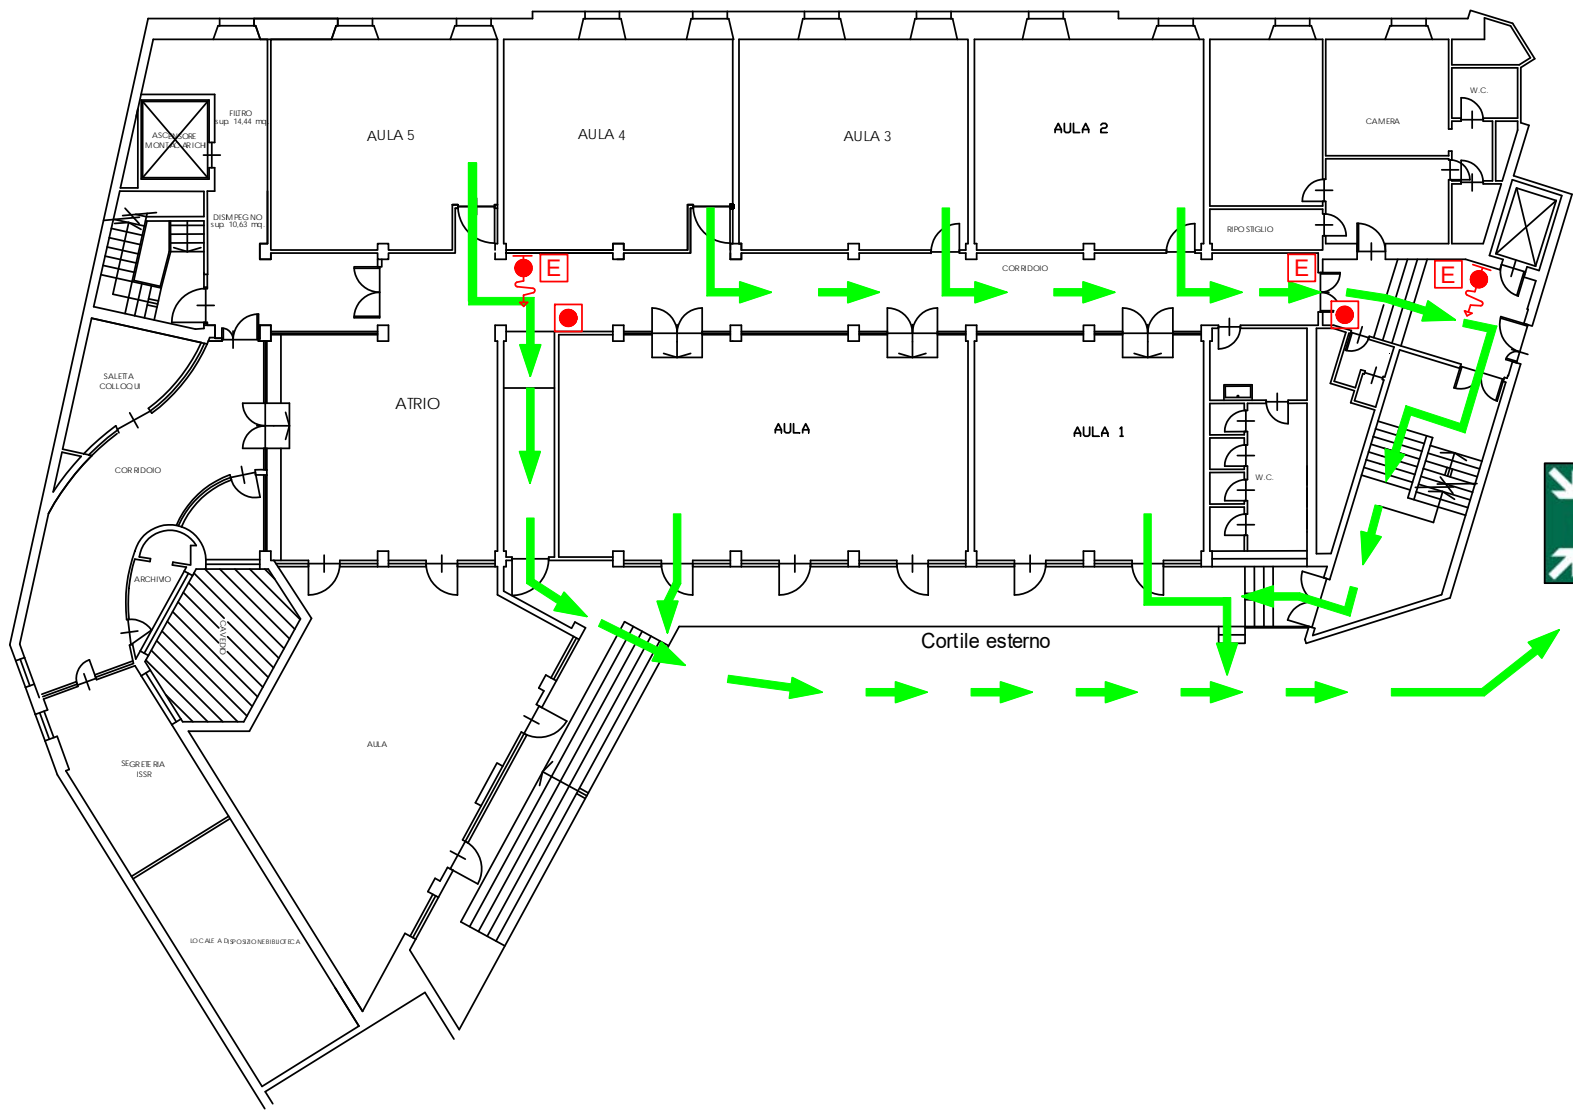 AULA 5
AULA 4
AULA 3
AULA 2
FILTRO
sup. 14,44 mq.
ASCENSORE
MONTACARICHI
W.C.
CAMERA
DISIMPEGNO
sup. 10,63 mq.
RIPOSTIGLIO
CORRIDOIO
E
E
E
SALETTA
COLLOQUI
ATRIO
AULA
AULA 1
CORRIDOIO
W.C.
ARCHIVIO
CAVEDIO
Cortile esterno
AULA
SEGRETERIA
ISSR
LOCALE A DISPOSIZIONE BIBLIOTECA